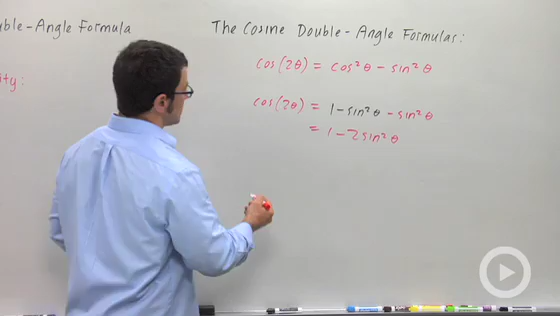 ble-Angle Formula
ity:
The Cosine Double-Angle Formulas:
cos(2θ) = cos²θ - sin²θ
cos(2θ) = 1 - sin²θ - sin²θ
= 1 - 2sin²θ